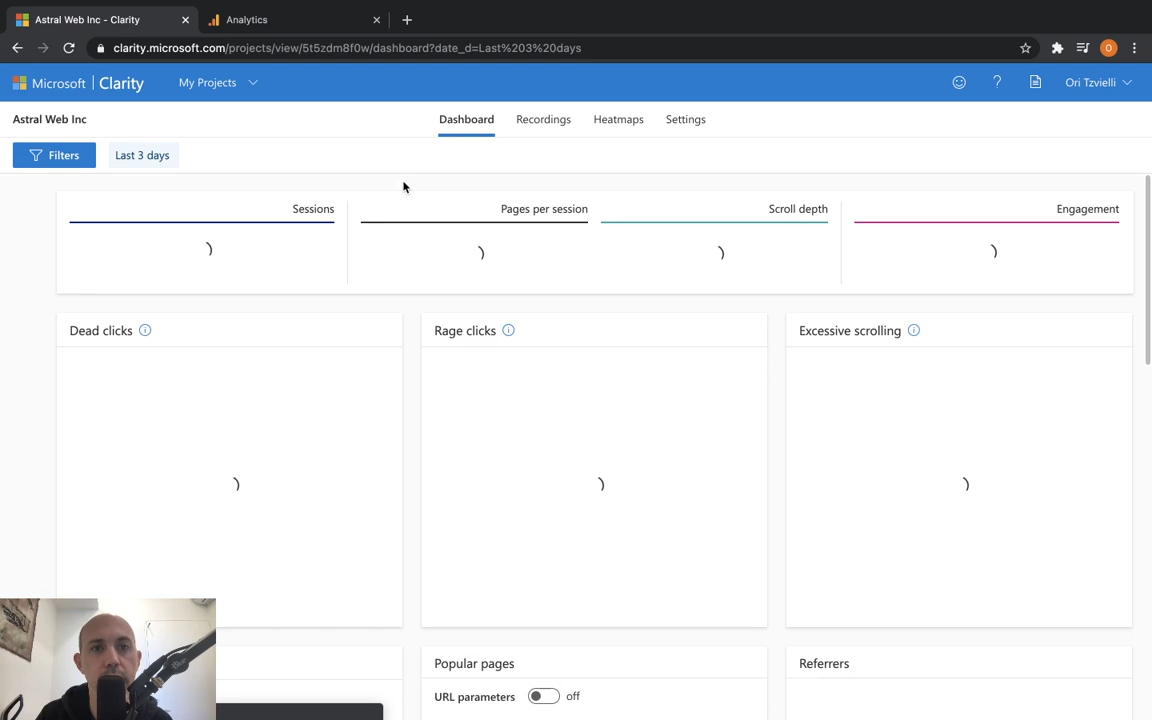 Astral Web Inc - Clarity
Analytics
clarity.microsoft.com/projects/view/5t5zdm8f0w/dashboard?date_d=Last%203%20days
O
Microsoft | Clarity
My Projects
?
Ori Tzvielli
Astral Web Inc
Dashboard
Recordings
Heatmaps
Settings
Filters
Last 3 days
Sessions
Pages per session
Scroll depth
Engagement
Dead clicks
Rage clicks
Excessive scrolling
Popular pages
Referrers
URL parameters
off